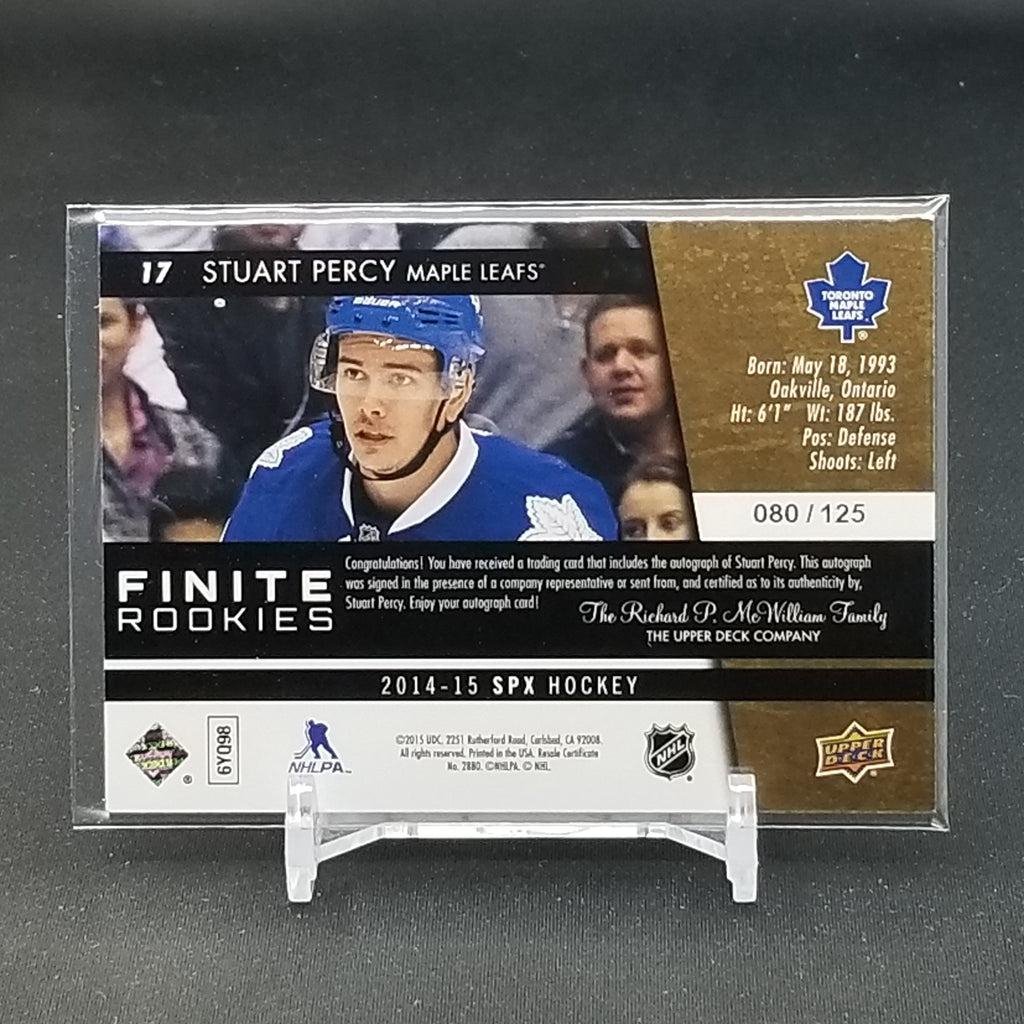 17 STUART PERCY MAPLE LEAFS®
BAUER
TORONTO
MAPLE
LEAFS
®
Born: May 18, 1993
Oakville, Ontario
Ht: 6'1" Wt: 187 lbs.
Pos: Defense
Shoots: Left
080 / 125
FINITE
ROOKIES
Congratulations! You have received a trading card that includes the autograph of Stuart Percy. This autograph
was signed in the presence of a company representative or sent from, and certified as to its authenticity by,
Stuart Percy. Enjoy your autograph card!
The Richard P. McWilliam Family
THE UPPER DECK COMPANY
2014-15 SPX HOCKEY
®
6YQ98
NHLPA™
©2015 UDC, 2251 Rutherford Road, Carlsbad, CA 92008.
All rights reserved. Printed in the USA. Resale Certificate
No. 28BO. ©NHLPA. © NHL.
NHL
®
UPPER
DECK
®